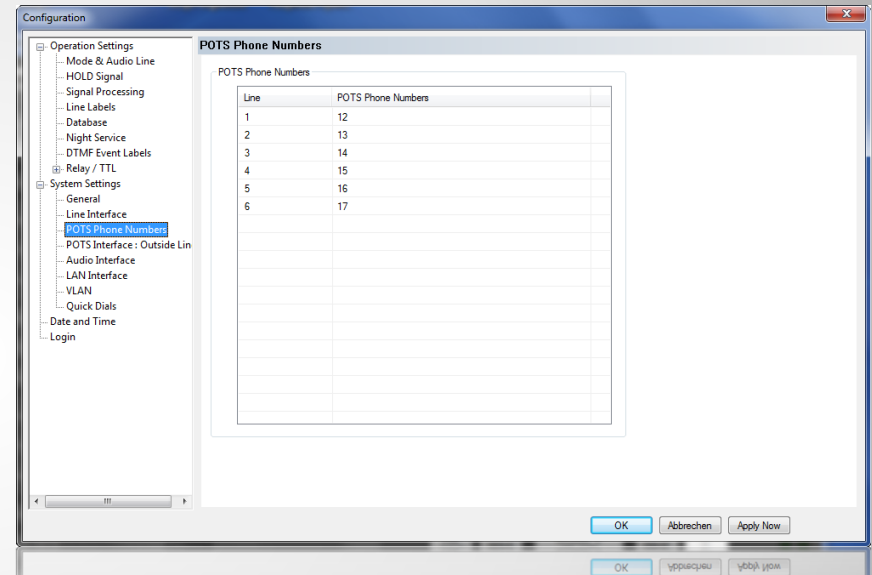 Configuration
Operation Settings
Mode & Audio Line
HOLD Signal
Signal Processing
Line Labels
Database
Night Service
DTMF Event Labels
Relay / TTL
System Settings
General
Line Interface
POTS Phone Numbers
POTS Interface : Outside Lin
Audio Interface
LAN Interface
VLAN
Quick Dials
Date and Time
Login
POTS Phone Numbers
POTS Phone Numbers
Line POTS Phone Numbers
1 12
2 13
3 14
4 15
5 16
6 17
OK Abbrechen Apply Now